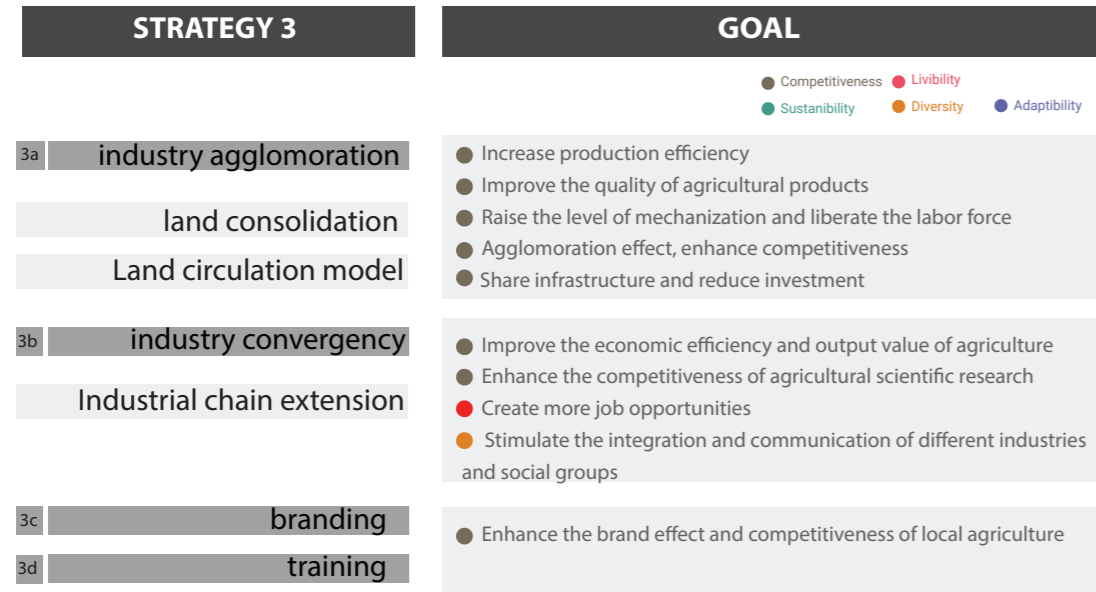 STRATEGY 3
GOAL
Competitiveness
Livibility
Sustanibility
Diversity
Adaptibility
3a
industry agglomoration
land consolidation
Land circulation model
Increase production efficiency
Improve the quality of agricultural products
Raise the level of mechanization and liberate the labor force
Agglomoration effect, enhance competitiveness
Share infrastructure and reduce investment
3b
industry convergency
Industrial chain extension
Improve the economic efficiency and output value of agriculture
Enhance the competitiveness of agricultural scientific research
Create more job opportunities
Stimulate the integration and communication of different industries
and social groups
3c
branding
3d
training
Enhance the brand effect and competitiveness of local agriculture